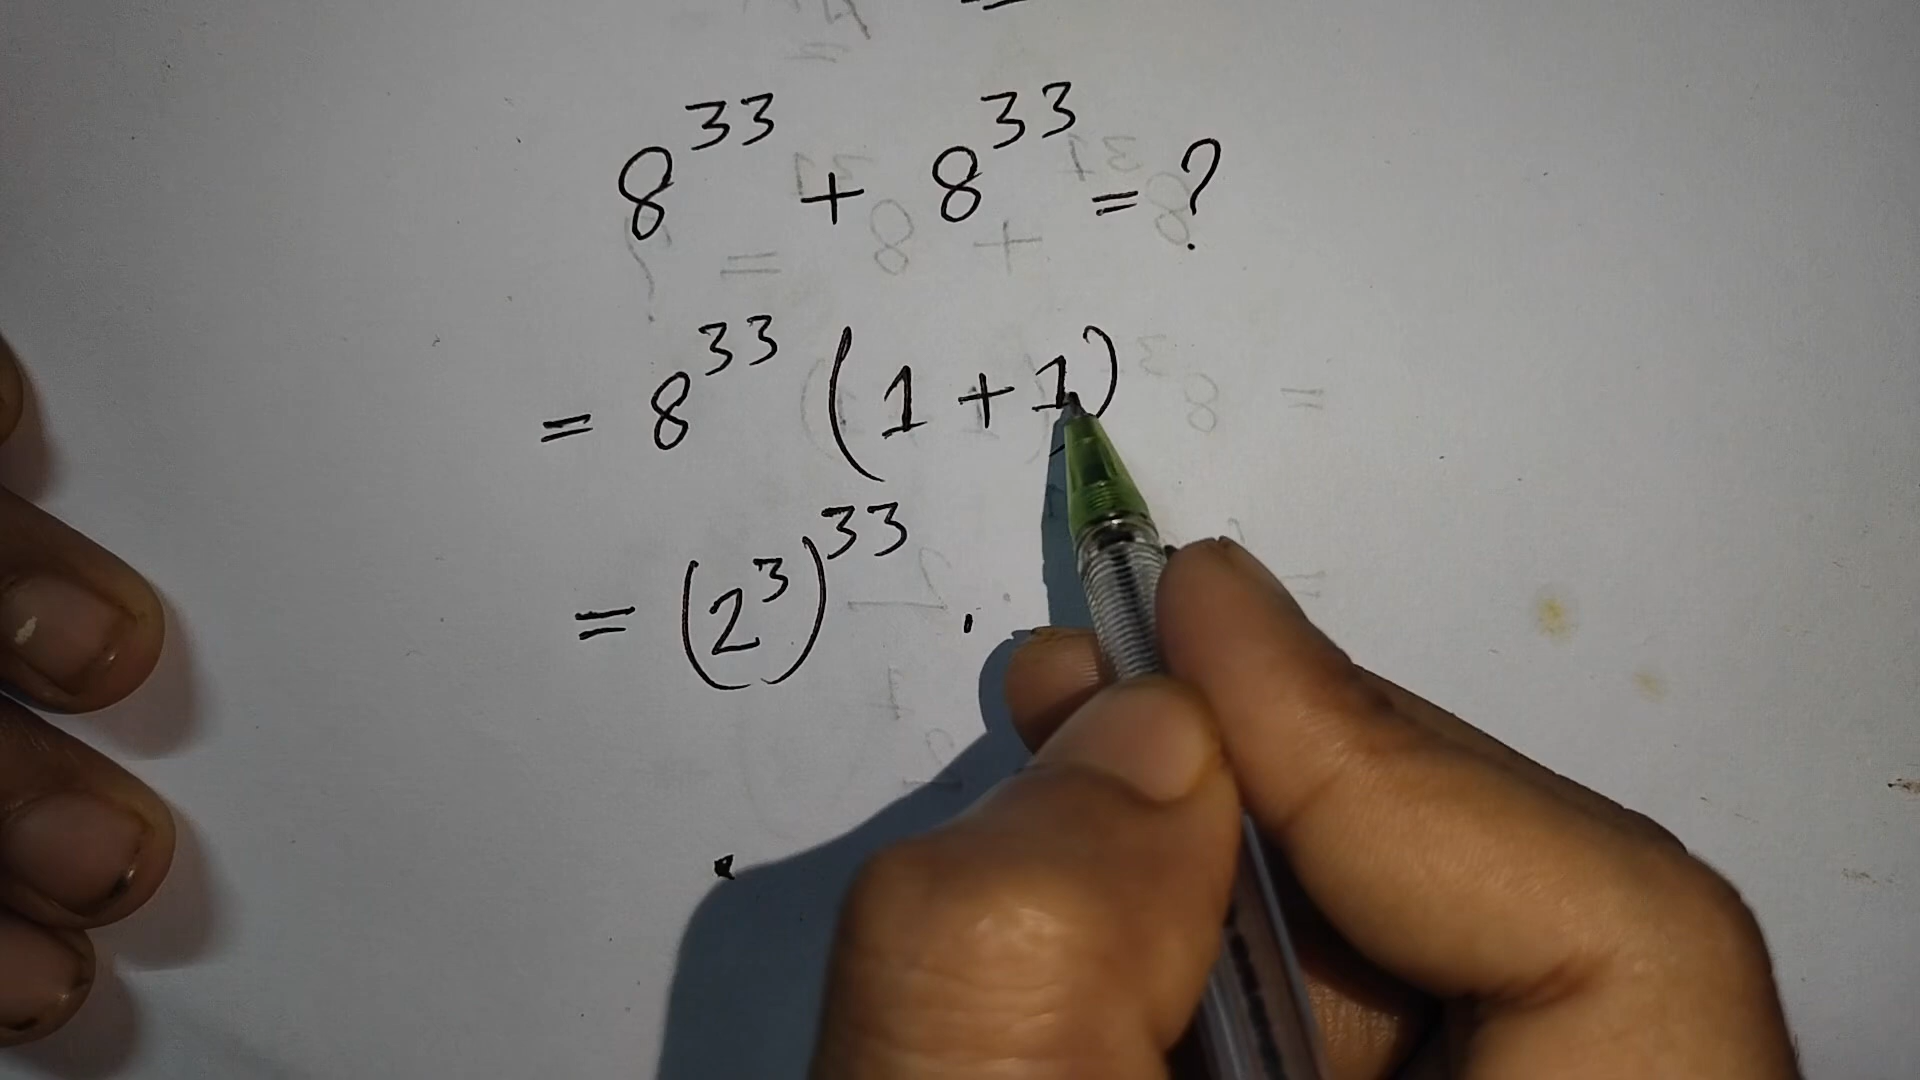 8^33 + 8^33 = ?
= 8^33 (1 + 1)
= (2^3)^33 .